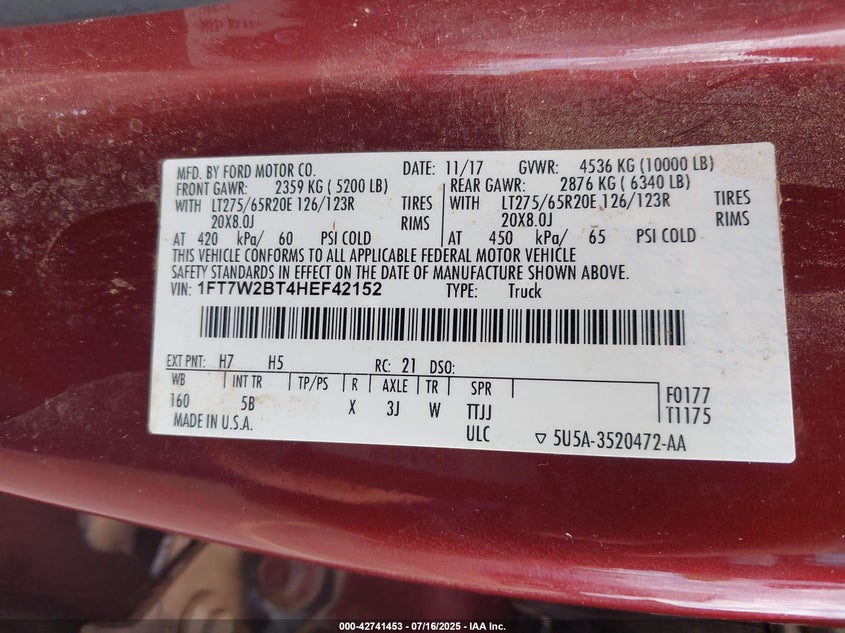 MFD. BY FORD MOTOR CO. DATE: 11/17 GVWR: 4536 KG (10000 LB)
FRONT GAWR: 2359 KG ( 5200 LB) REAR GAWR: 2876 KG ( 6340 LB)
WITH LT275/65R20E 126/123R TIRES WITH LT275/65R20E 126/123R TIRES
20X8.0J RIMS 20X8.0J RIMS
AT 420 kPa/ 60 PSI COLD AT 450 kPa/ 65 PSI COLD
THIS VEHICLE CONFORMS TO ALL APPLICABLE FEDERAL MOTOR VEHICLE
SAFETY STANDARDS IN EFFECT ON THE DATE OF MANUFACTURE SHOWN ABOVE.
VIN: 1FT7W2BT4HEF42152 TYPE: Truck
EXT PNT: H7 H5 RC: 21 DSO:
WB INT TR TP/PS R AXLE TR SPR F0177
160 5B X 3J W TTJJ T1175
MADE IN U.S.A. ULC ▽ 5U5A-3520472-AA
000-42741453 - 07/16/2025 - IAA Inc.